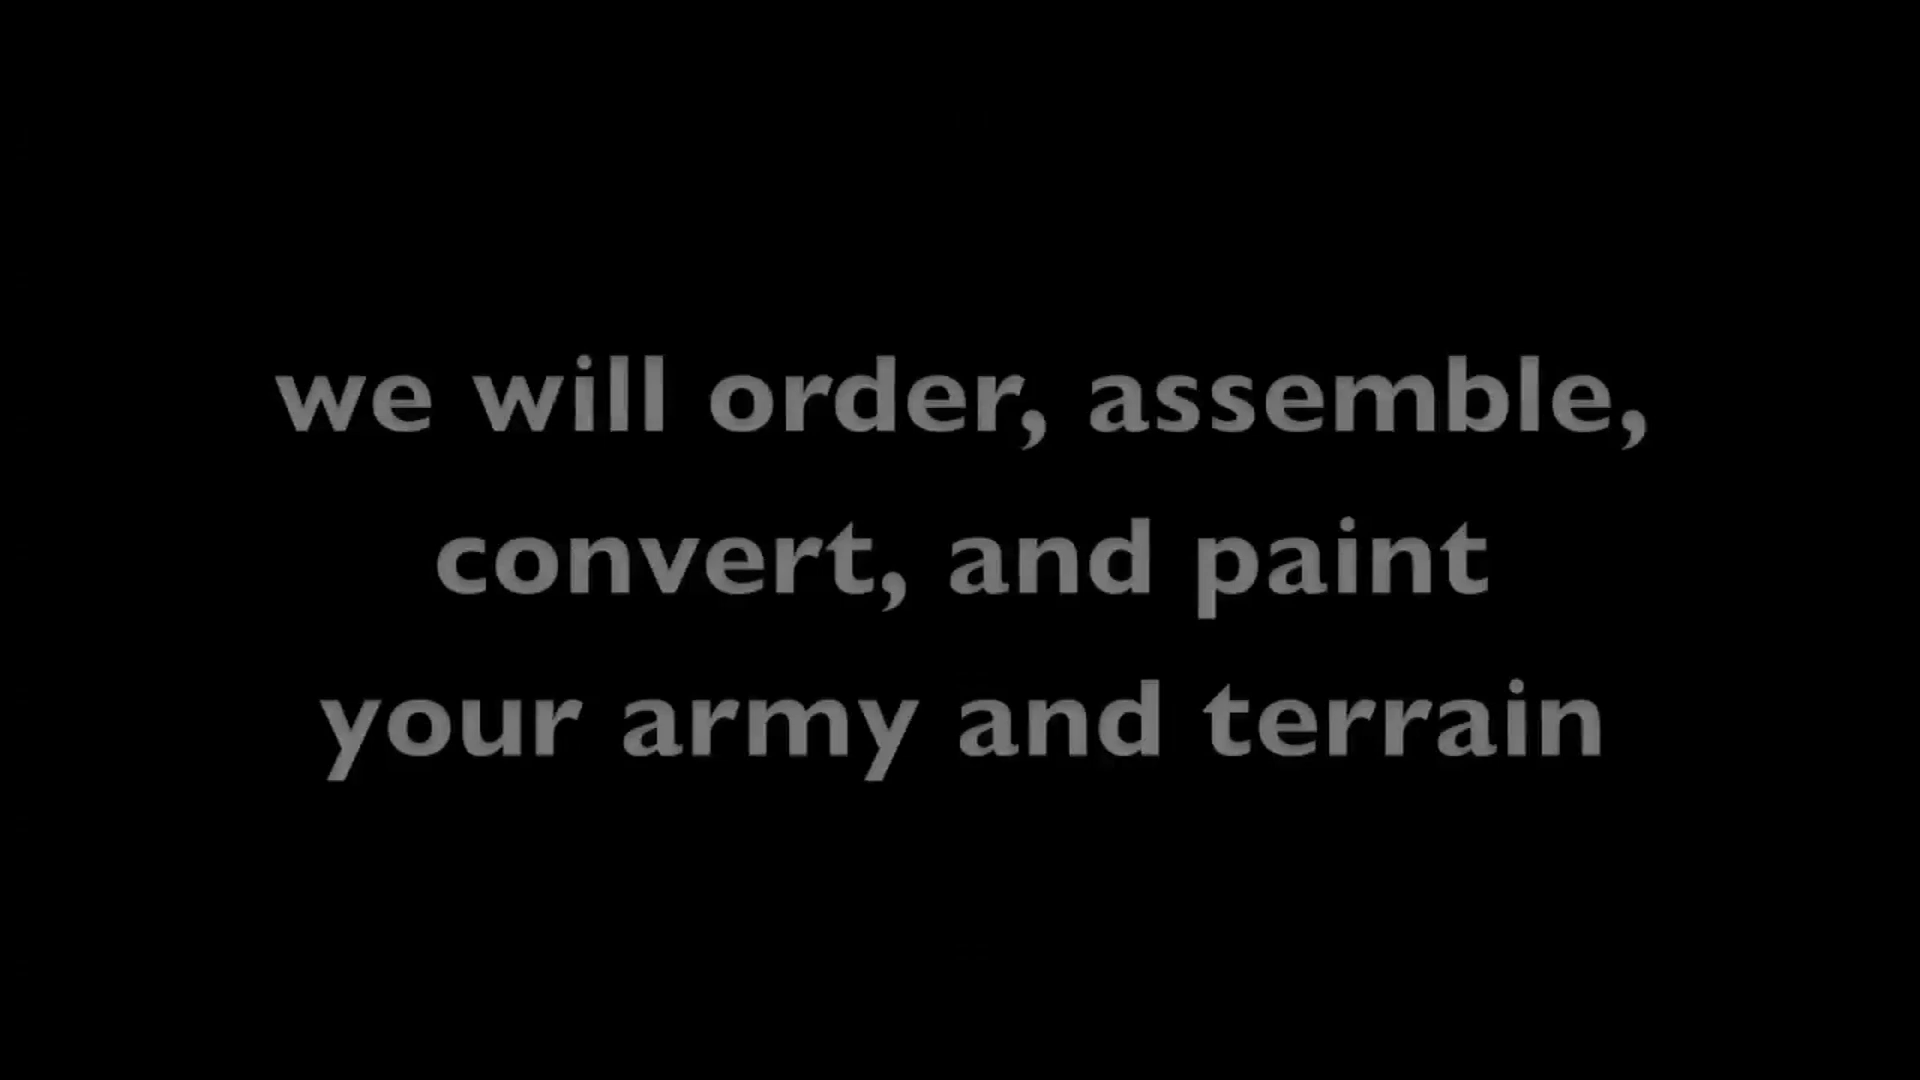 we will order, assemble,
convert, and paint
your army and terrain